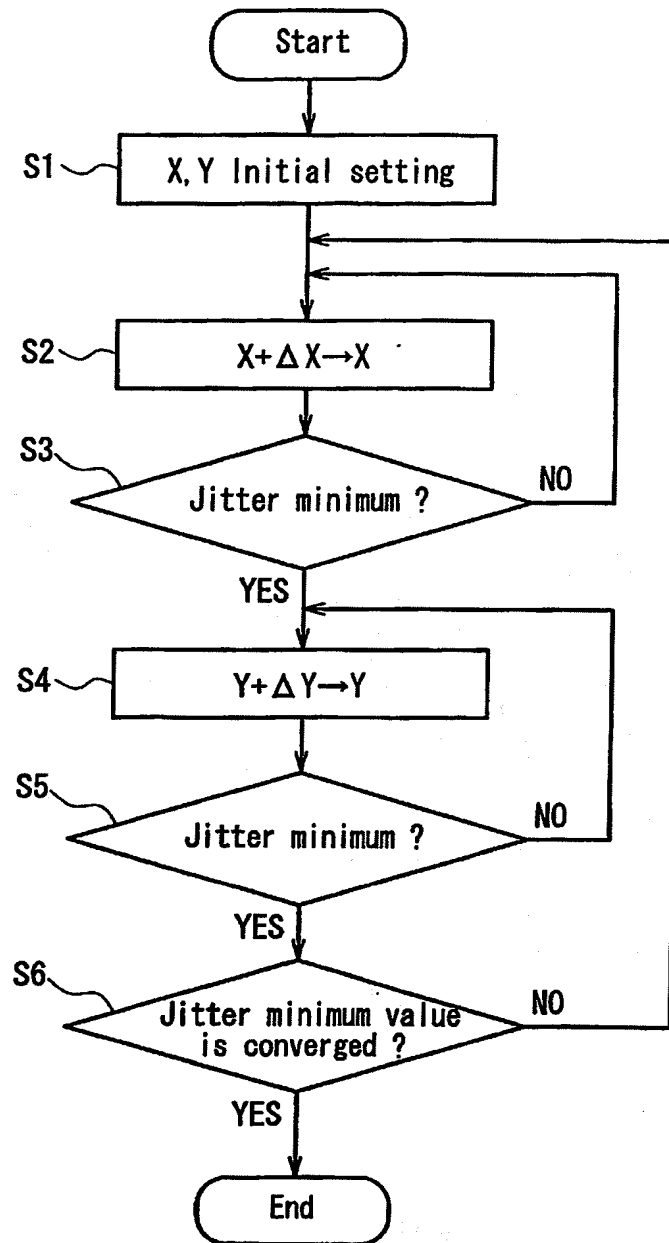 Start
S1
X, Y Initial setting
S2
X+ΔX→X
S3
Jitter minimum ?
NO
YES
S4
Y+ΔY→Y
S5
Jitter minimum ?
NO
YES
S6
Jitter minimum value
is converged ?
NO
YES
End